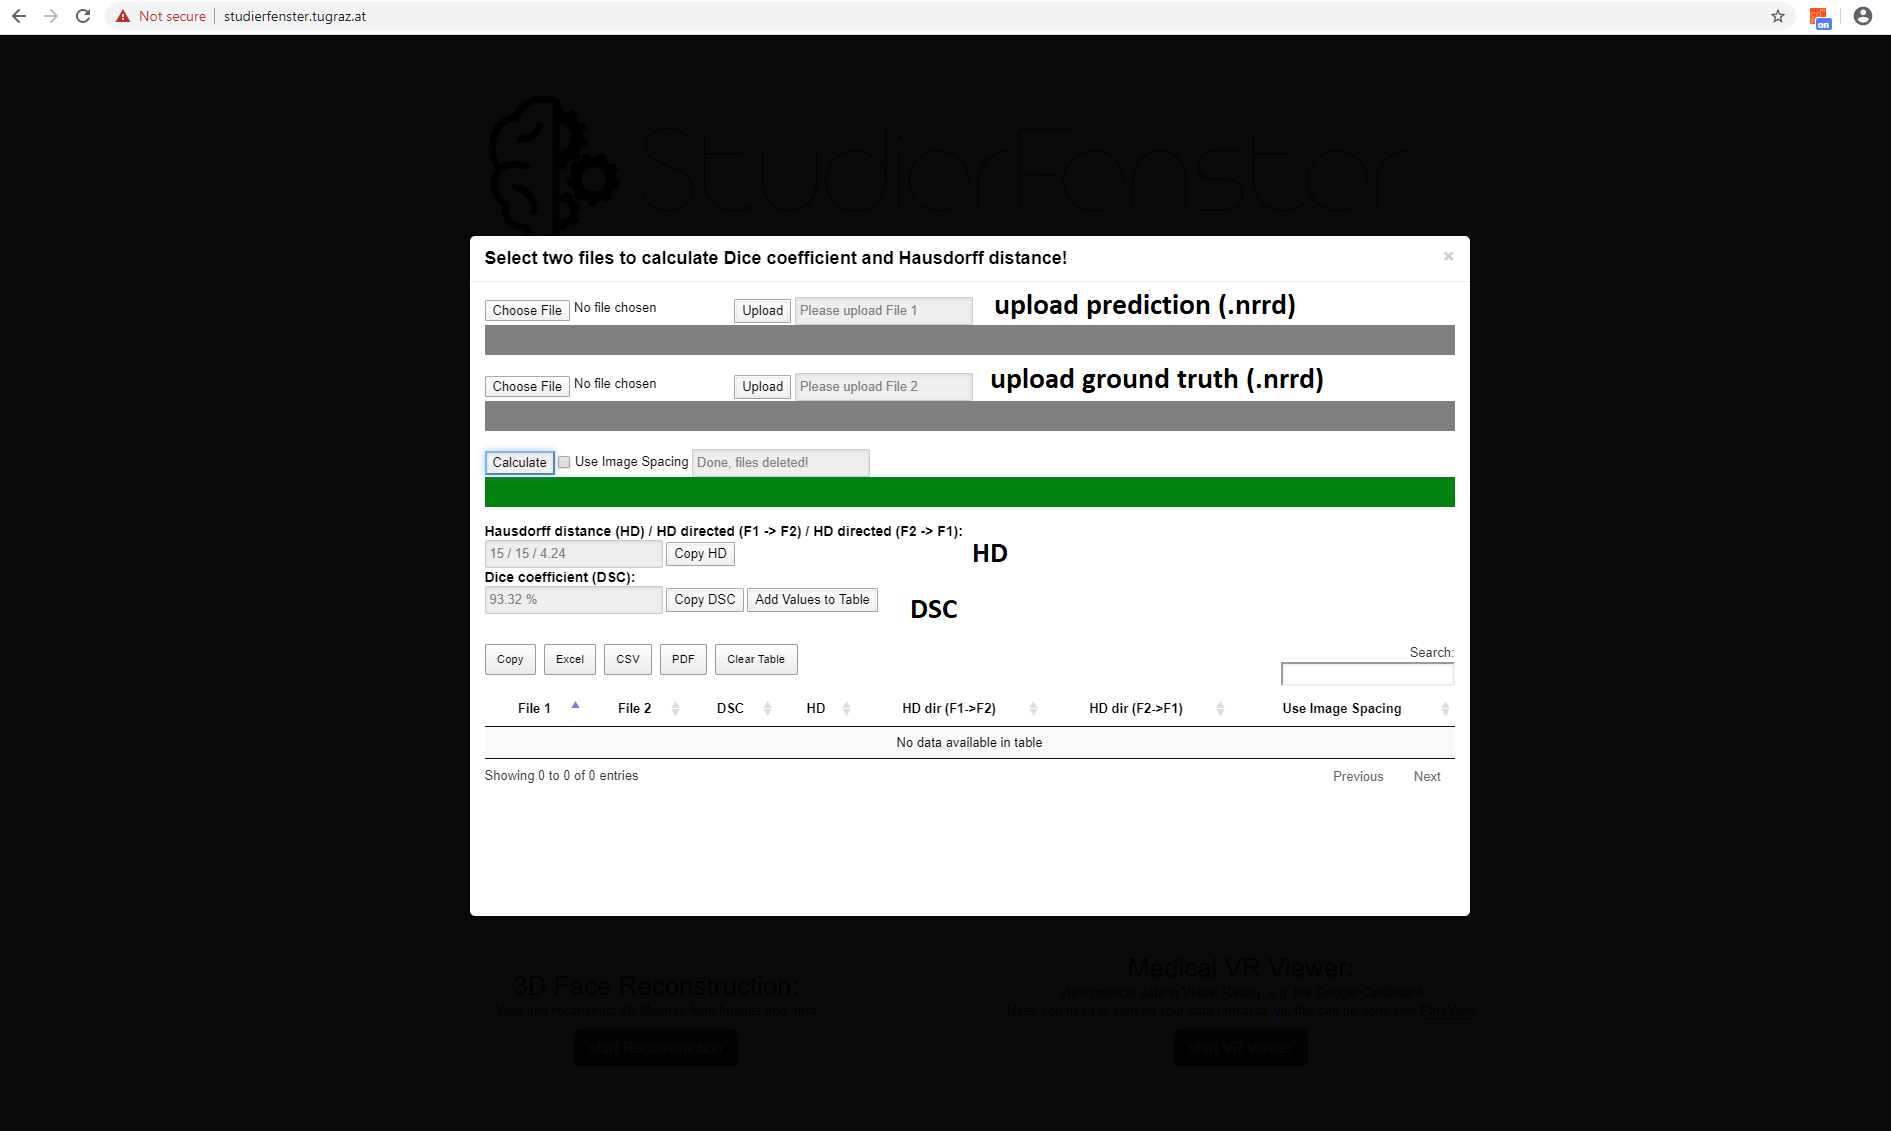 Not secure | studierfenster.tugraz.at
on
StudierFenster
Select two files to calculate Dice coefficient and Hausdorff distance!
×
Choose File No file chosen Upload Please upload File 1 upload prediction (.nrrd)
Choose File No file chosen Upload Please upload File 2 upload ground truth (.nrrd)
Calculate Use Image Spacing Done, files deleted!
Hausdorff distance (HD) / HD directed (F1 -> F2) / HD directed (F2 -> F1):
15 / 15 / 4.24 Copy HD HD
Dice coefficient (DSC):
93.32 % Copy DSC Add Values to Table DSC
Copy Excel CSV PDF Clear Table Search:
File 1 File 2 DSC HD HD dir (F1->F2) HD dir (F2->F1) Use Image Spacing
No data available in table
Showing 0 to 0 of 0 entries Previous Next
3D Face Reconstruction:
View and reconstruct 3D Meshes from Images and .nrrd
start Reconstruction
Medical VR Viewer:
View medical data in Virtual Reality, e.g. the Google Cardboard
Note: you need to convert your data (.nrrd) to .vti, this can be done with ParaView
start VR Viewer